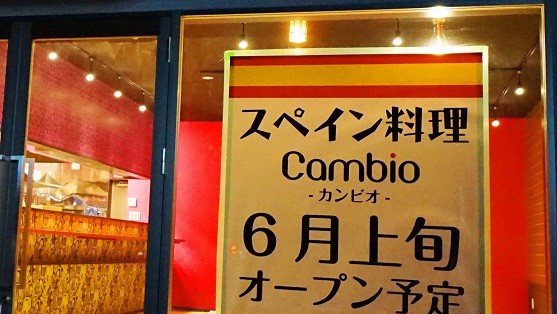 スペイン料理
Cambio
-カンビオ-
6月上旬
オープン予定